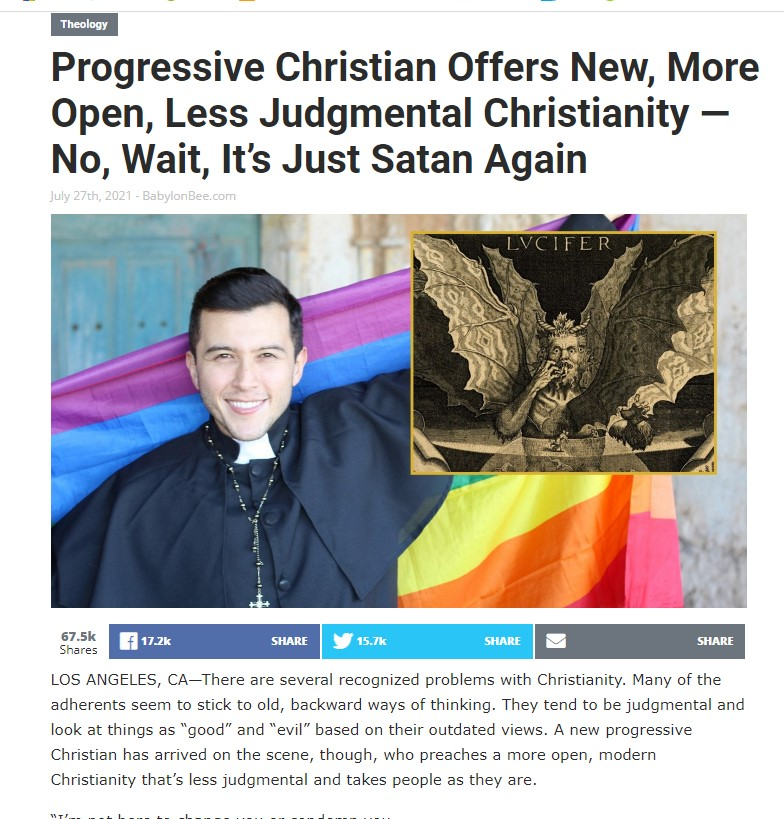 Theology
Progressive Christian Offers New, More
Open, Less Judgmental Christianity —
No, Wait, It’s Just Satan Again
July 27th, 2021 - BabylonBee.com
LVCIFER
67.5k
Shares
17.2k SHARE
15.7k SHARE
SHARE
LOS ANGELES, CA—There are several recognized problems with Christianity. Many of the
adherents seem to stick to old, backward ways of thinking. They tend to be judgmental and
look at things as “good” and “evil” based on their outdated views. A new progressive
Christian has arrived on the scene, though, who preaches a more open, modern
Christianity that’s less judgmental and takes people as they are.
“I’m not here to change you or condemn you